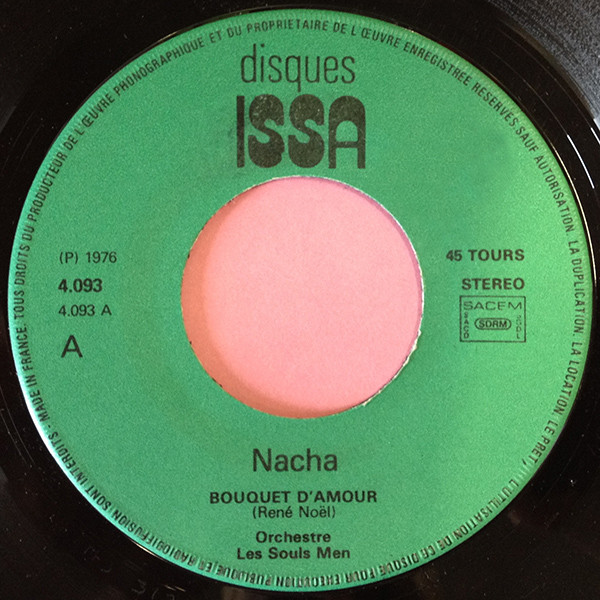 MADE IN FRANCE. TOUS DROITS DU PRODUCTEUR DE L'ŒUVRE PHONOGRAPHIQUE ET DU PROPRIETAIRE DE L'ŒUVRE ENREGISTREE RESERVES. SAUF AUTORISATION, LA DUPLICATION, LA LOCATION, LE PRET, L'UTILISATION DE CE DISQUE POUR EXECUTION PUBLIQUE ET RADIODIFFUSION SONT INTERDITS -
disques
ISSA
(P) 1976
4.093
4.093 A
A
45 TOURS
STEREO
SACEM
SACD
SDRM
SGDL
Nacha
BOUQUET D'AMOUR
(René Noël)
Orchestre
Les Souls Men